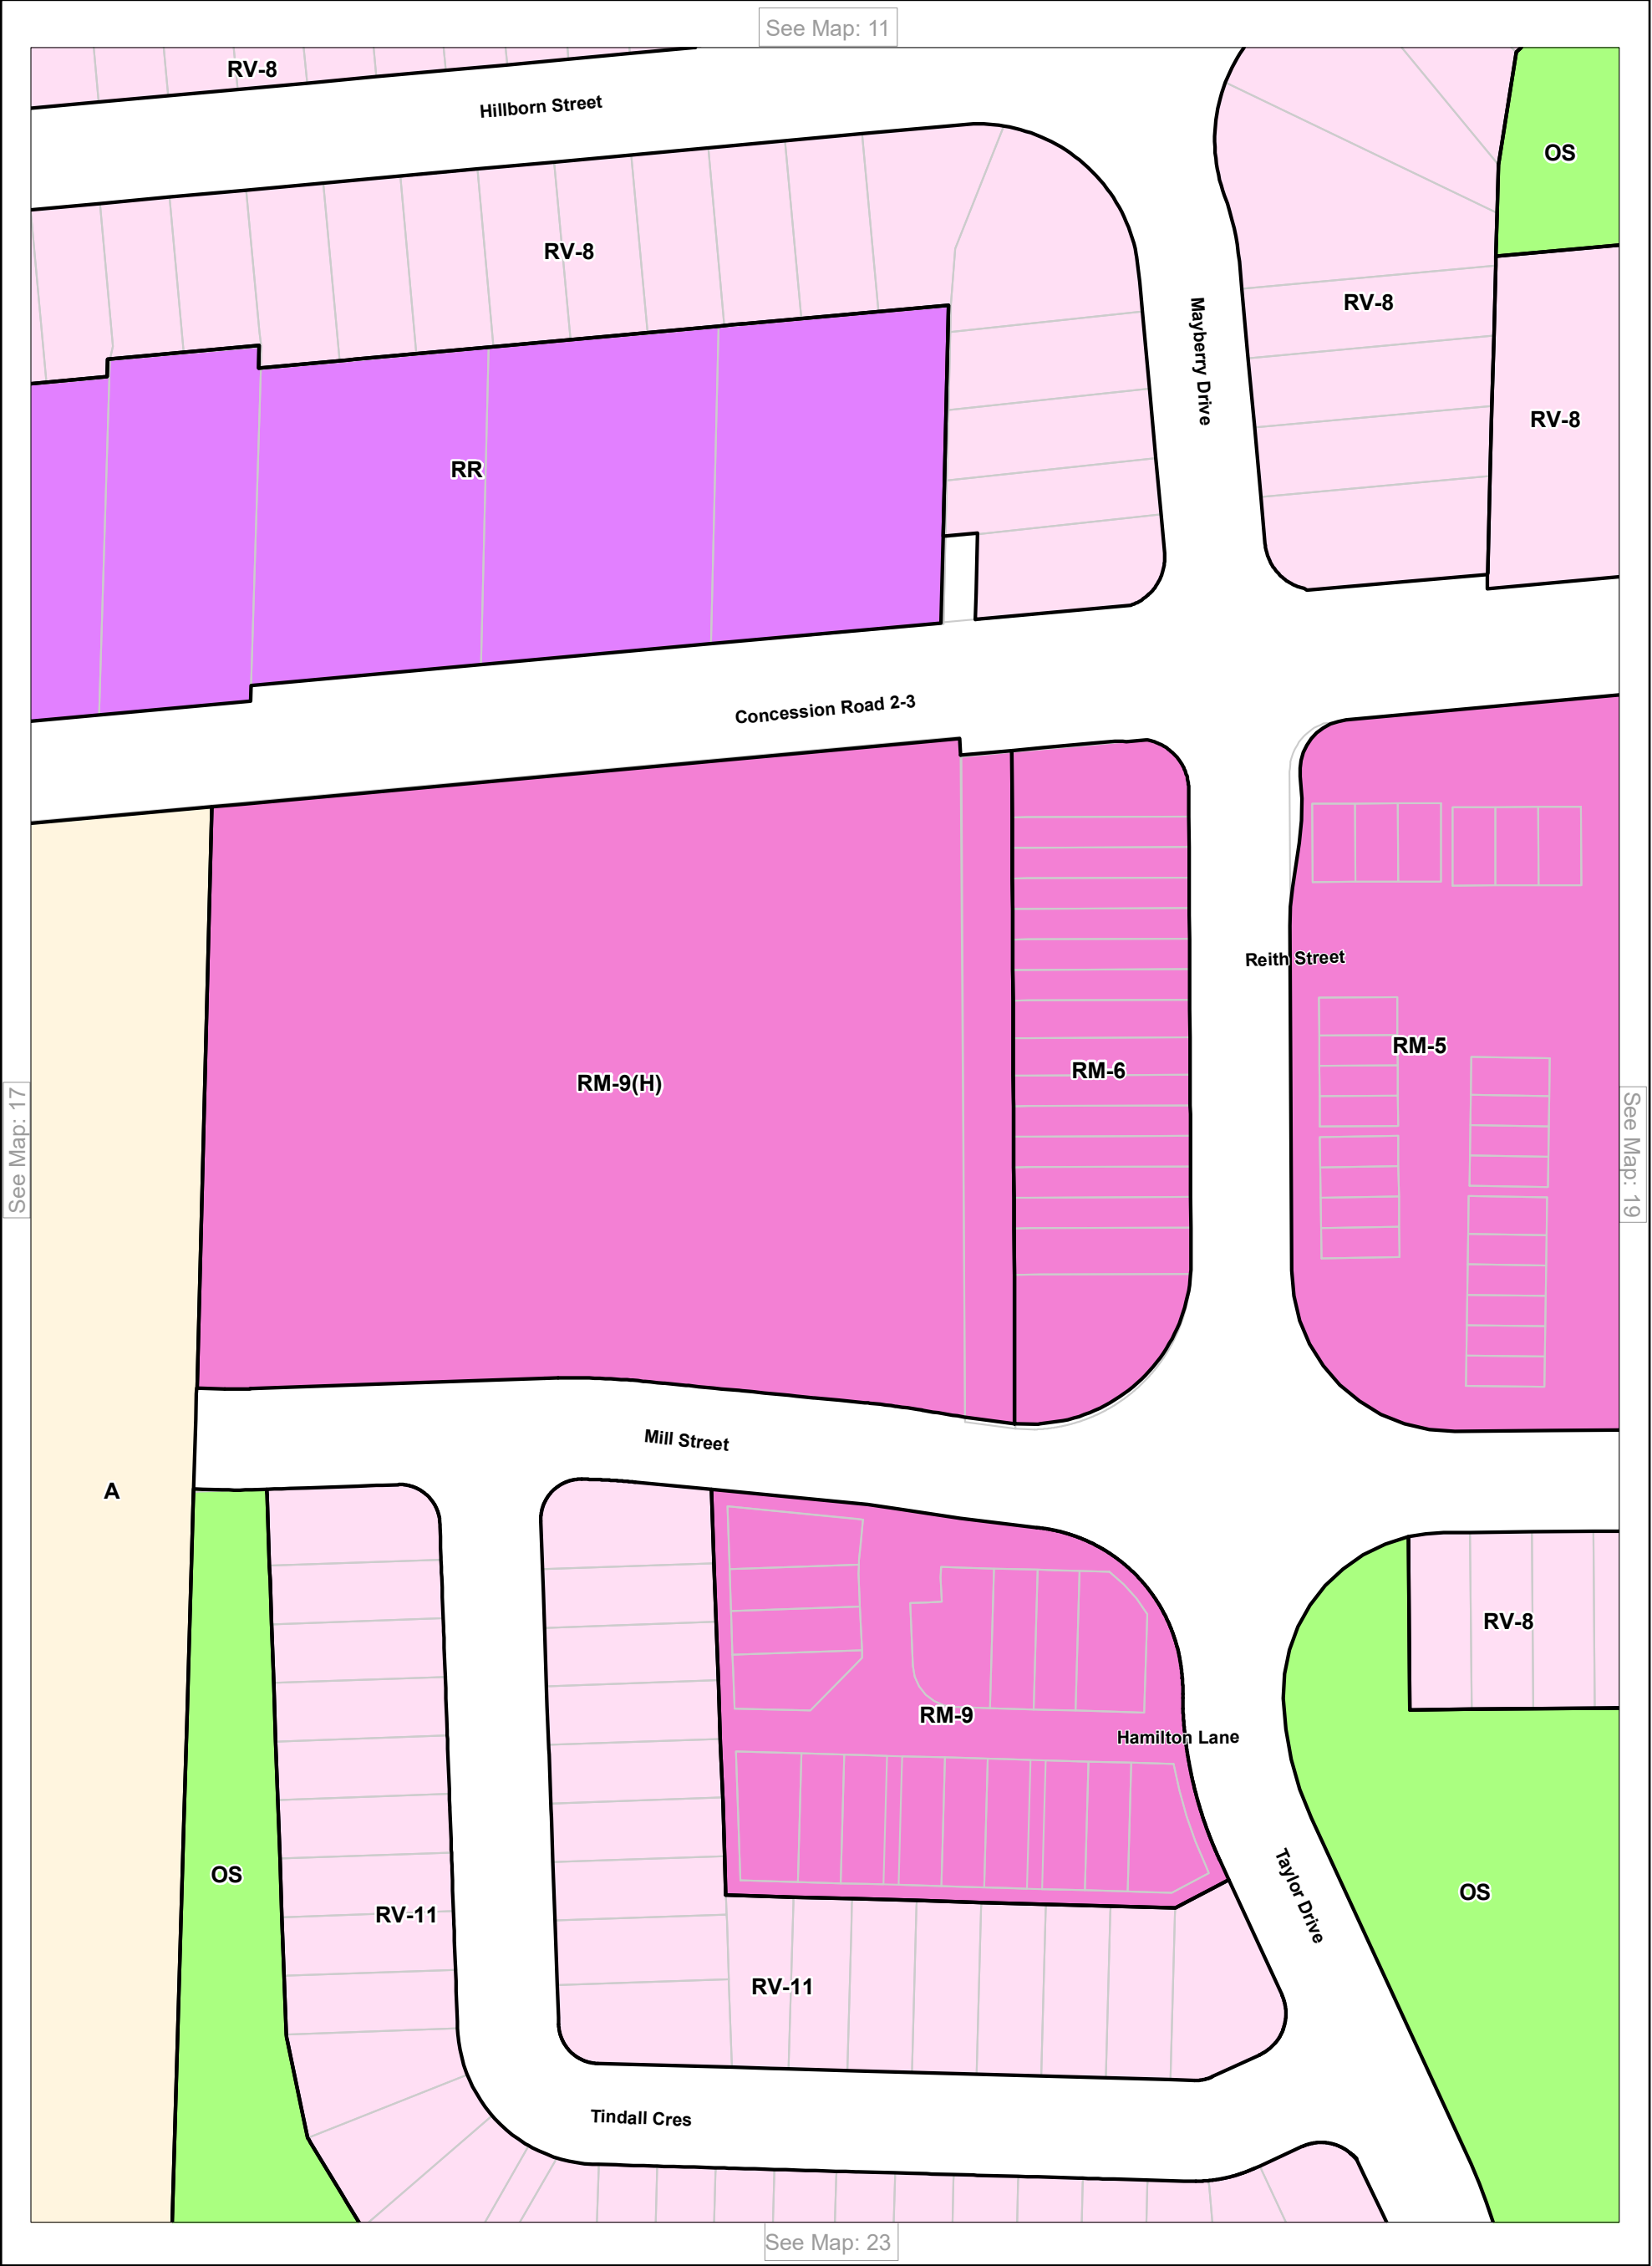 See Map: 11
RV-8
Hillborn Street
OS
RV-8
RV-8
Mayberry Drive
RV-8
RR
Concession Road 2-3
Reith Street
RM-5
RM-6
RM-9(H)
See Map: 17
See Map: 19
Mill Street
A
RV-8
RM-9
Hamilton Lane
OS
Taylor Drive
OS
RV-11
RV-11
Tindall Cres
See Map: 23